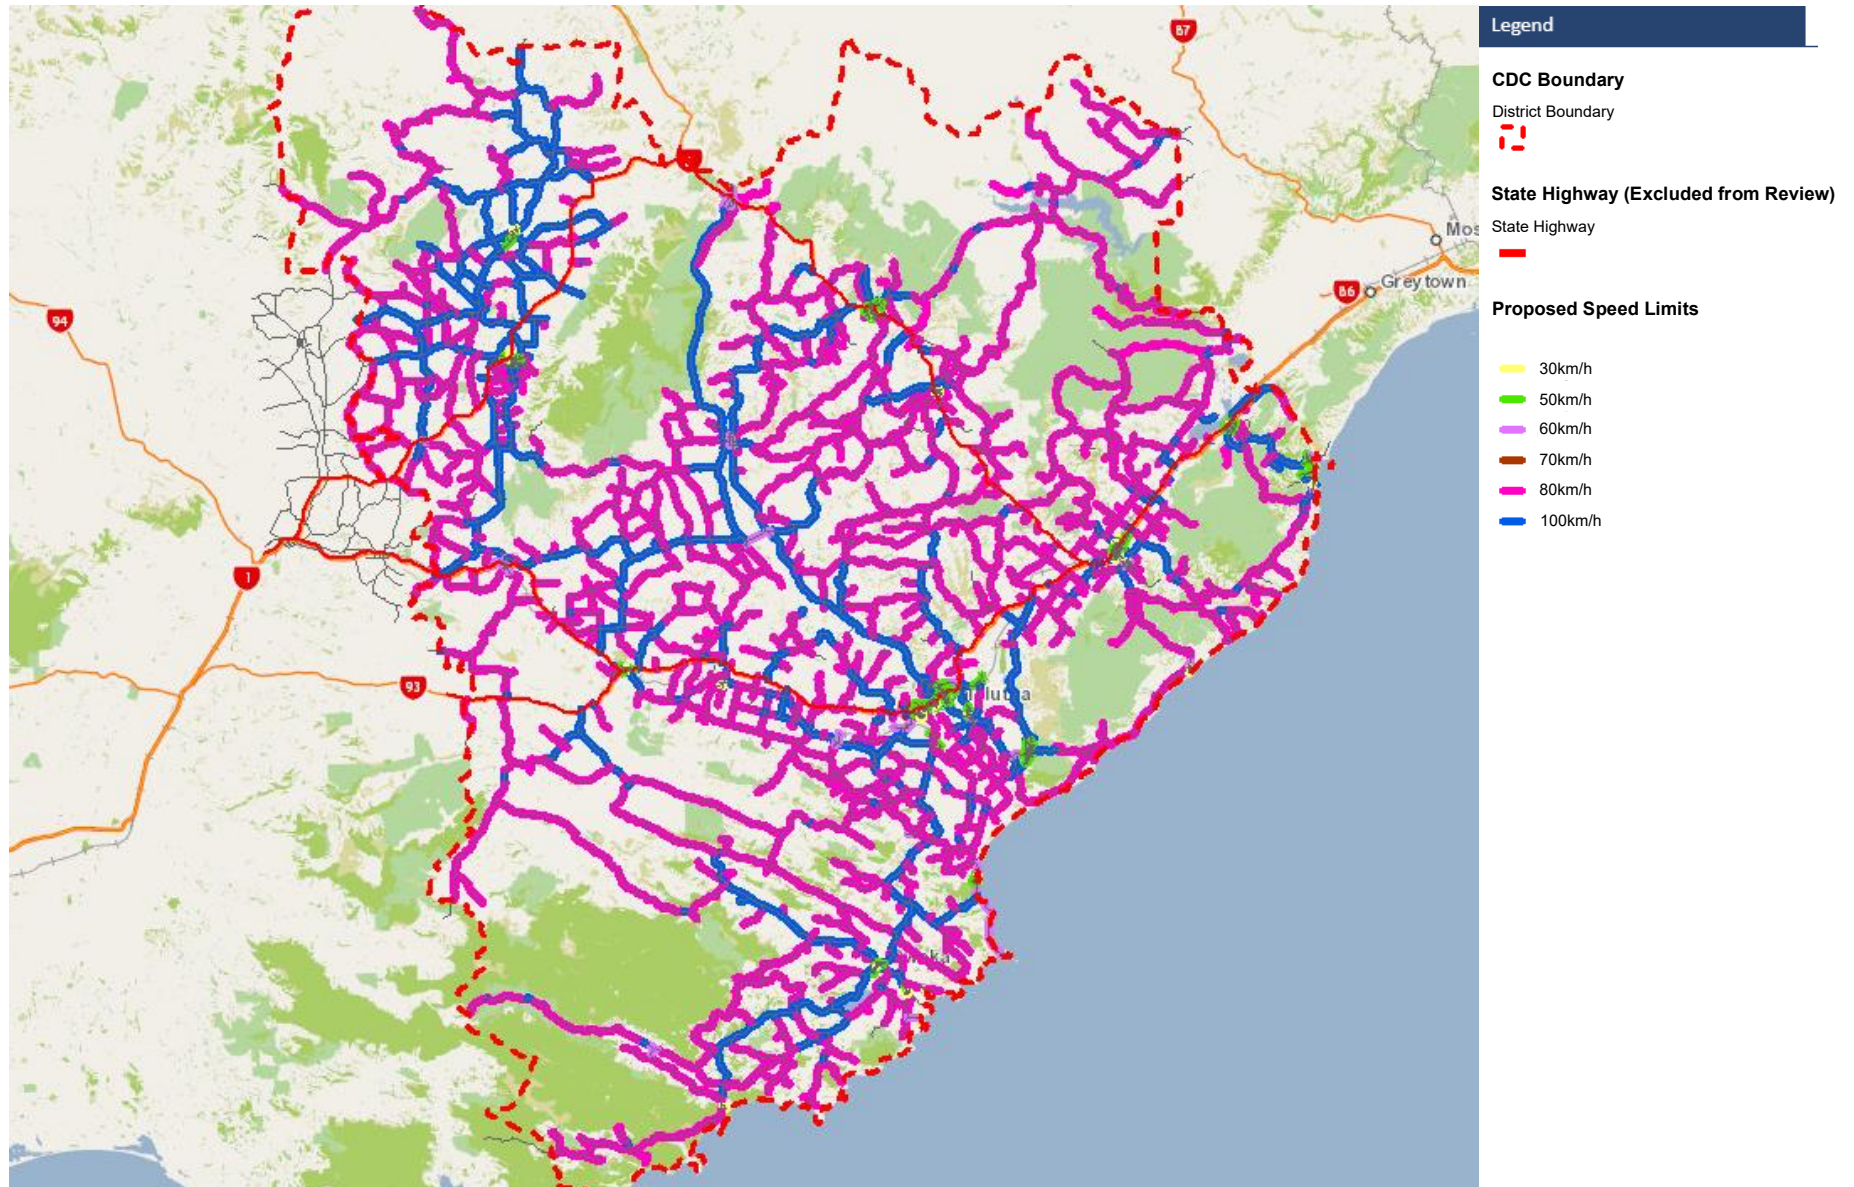 87
94
1
93
86
Greytown
Mos
Legend
CDC Boundary
District Boundary
State Highway (Excluded from Review)
State Highway
Proposed Speed Limits
30km/h
50km/h
60km/h
70km/h
80km/h
100km/h